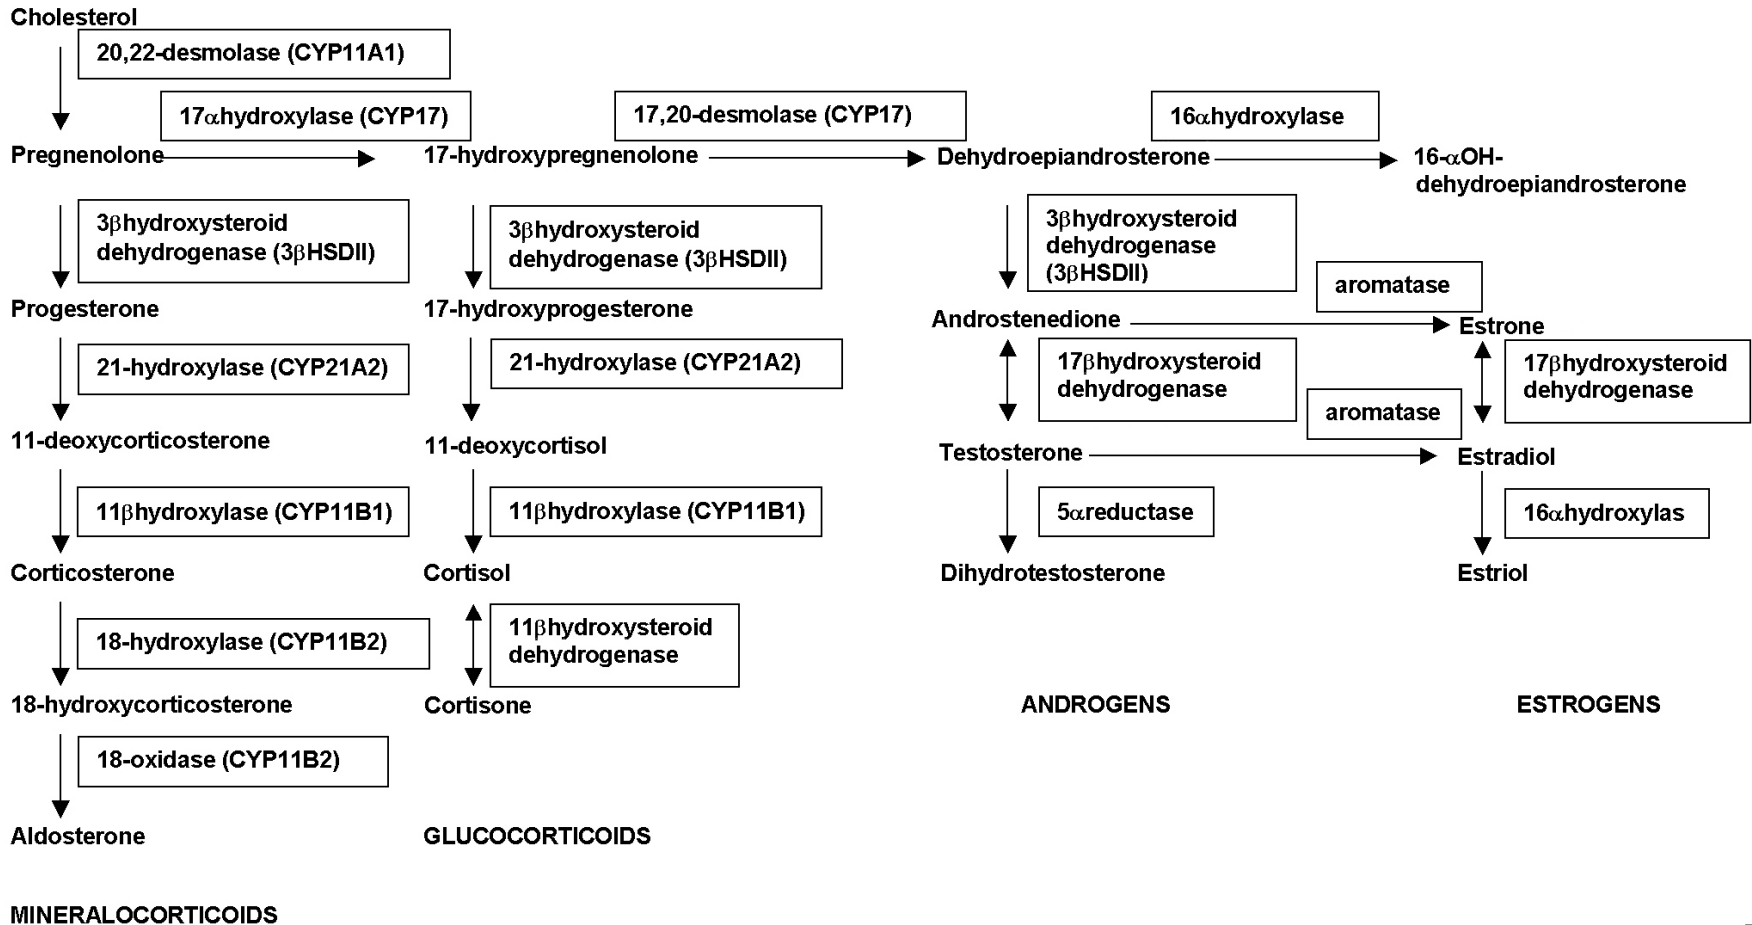 Cholesterol
20,22-desmolase (CYP11A1)
17αhydroxylase (CYP17)
17,20-desmolase (CYP17)
16αhydroxylase
Pregnenolone
17-hydroxypregnenolone
Dehydroepiandrosterone
16-αOH-
dehydroepiandrosterone
3βhydroxysteroid
dehydrogenase (3βHSDII)
3βhydroxysteroid
dehydrogenase (3βHSDII)
3βhydroxysteroid
dehydrogenase
(3βHSDII)
aromatase
Progesterone
17-hydroxyprogesterone
Androstenedione
Estrone
21-hydroxylase (CYP21A2)
21-hydroxylase (CYP21A2)
17βhydroxysteroid
dehydrogenase
17βhydroxysteroid
dehydrogenase
aromatase
11-deoxycorticosterone
11-deoxycortisol
Testosterone
Estradiol
11βhydroxylase (CYP11B1)
11βhydroxylase (CYP11B1)
5αreductase
16αhydroxylas
Corticosterone
Cortisol
Dihydrotestosterone
Estriol
18-hydroxylase (CYP11B2)
11βhydroxysteroid
dehydrogenase
18-hydroxycorticosterone
Cortisone
ANDROGENS
ESTROGENS
18-oxidase (CYP11B2)
Aldosterone
GLUCOCORTICOIDS
MINERALOCORTICOIDS